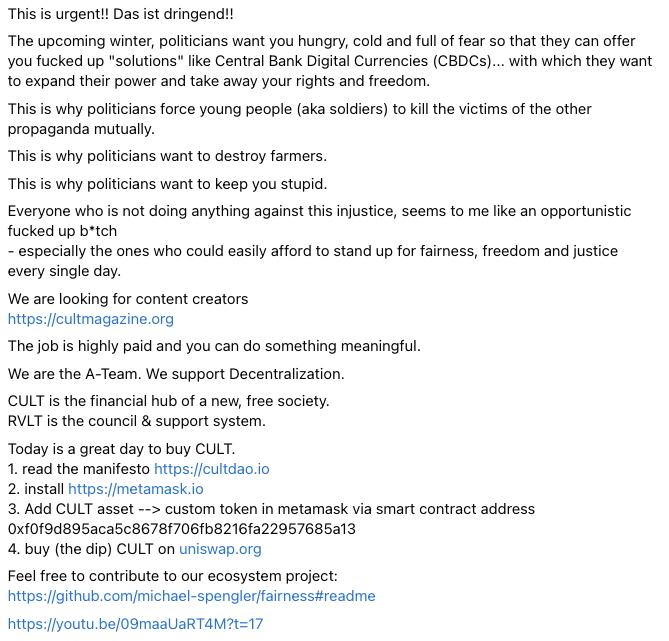 This is urgent!! Das ist dringend!!
The upcoming winter, politicians want you hungry, cold and full of fear so that they can offer
you fucked up "solutions" like Central Bank Digital Currencies (CBDCs)... with which they want
to expand their power and take away your rights and freedom.
This is why politicians force young people (aka soldiers) to kill the victims of the other
propaganda mutually.
This is why politicians want to destroy farmers.
This is why politicians want to keep you stupid.
Everyone who is not doing anything against this injustice, seems to me like an opportunistic
fucked up b*tch
- especially the ones who could easily afford to stand up for fairness, freedom and justice
every single day.
We are looking for content creators
https://cultmagazine.org
The job is highly paid and you can do something meaningful.
We are the A-Team. We support Decentralization.
CULT is the financial hub of a new, free society.
RVLT is the council & support system.
Today is a great day to buy CULT.
1. read the manifesto https://cultdao.io
2. install https://metamask.io
3. Add CULT asset --> custom token in metamask via smart contract address
0xf0f9d895aca5c8678f706fb8216fa22957685a13
4. buy (the dip) CULT on uniswap.org
Feel free to contribute to our ecosystem project:
https://github.com/michael-spengler/fairness#readme
https://youtu.be/09maaUaRT4M?t=17